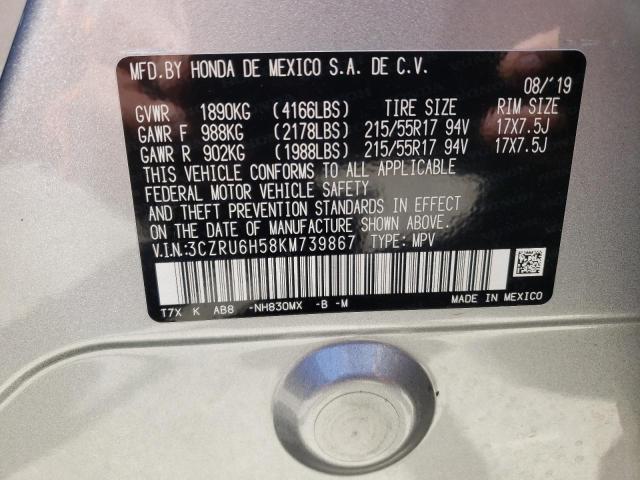 MFD.BY HONDA DE MEXICO S.A. DE C.V.
08/'19
GVWR 1890KG (4166LBS) TIRE SIZE RIM SIZE
GAWR F 988KG (2178LBS) 215/55R17 94V 17X7.5J
GAWR R 902KG (1988LBS) 215/55R17 94V 17X7.5J
THIS VEHICLE CONFORMS TO ALL APPLICABLE
FEDERAL MOTOR VEHICLE SAFETY
AND THEFT PREVENTION STANDARDS IN EFFECT
ON THE DATE OF MANUFACTURE SHOWN ABOVE.
V.I.N:3CZRU6H58KM739867 TYPE: MPV
T7X K AB8 -NH830MX -B -M
MADE IN MEXICO